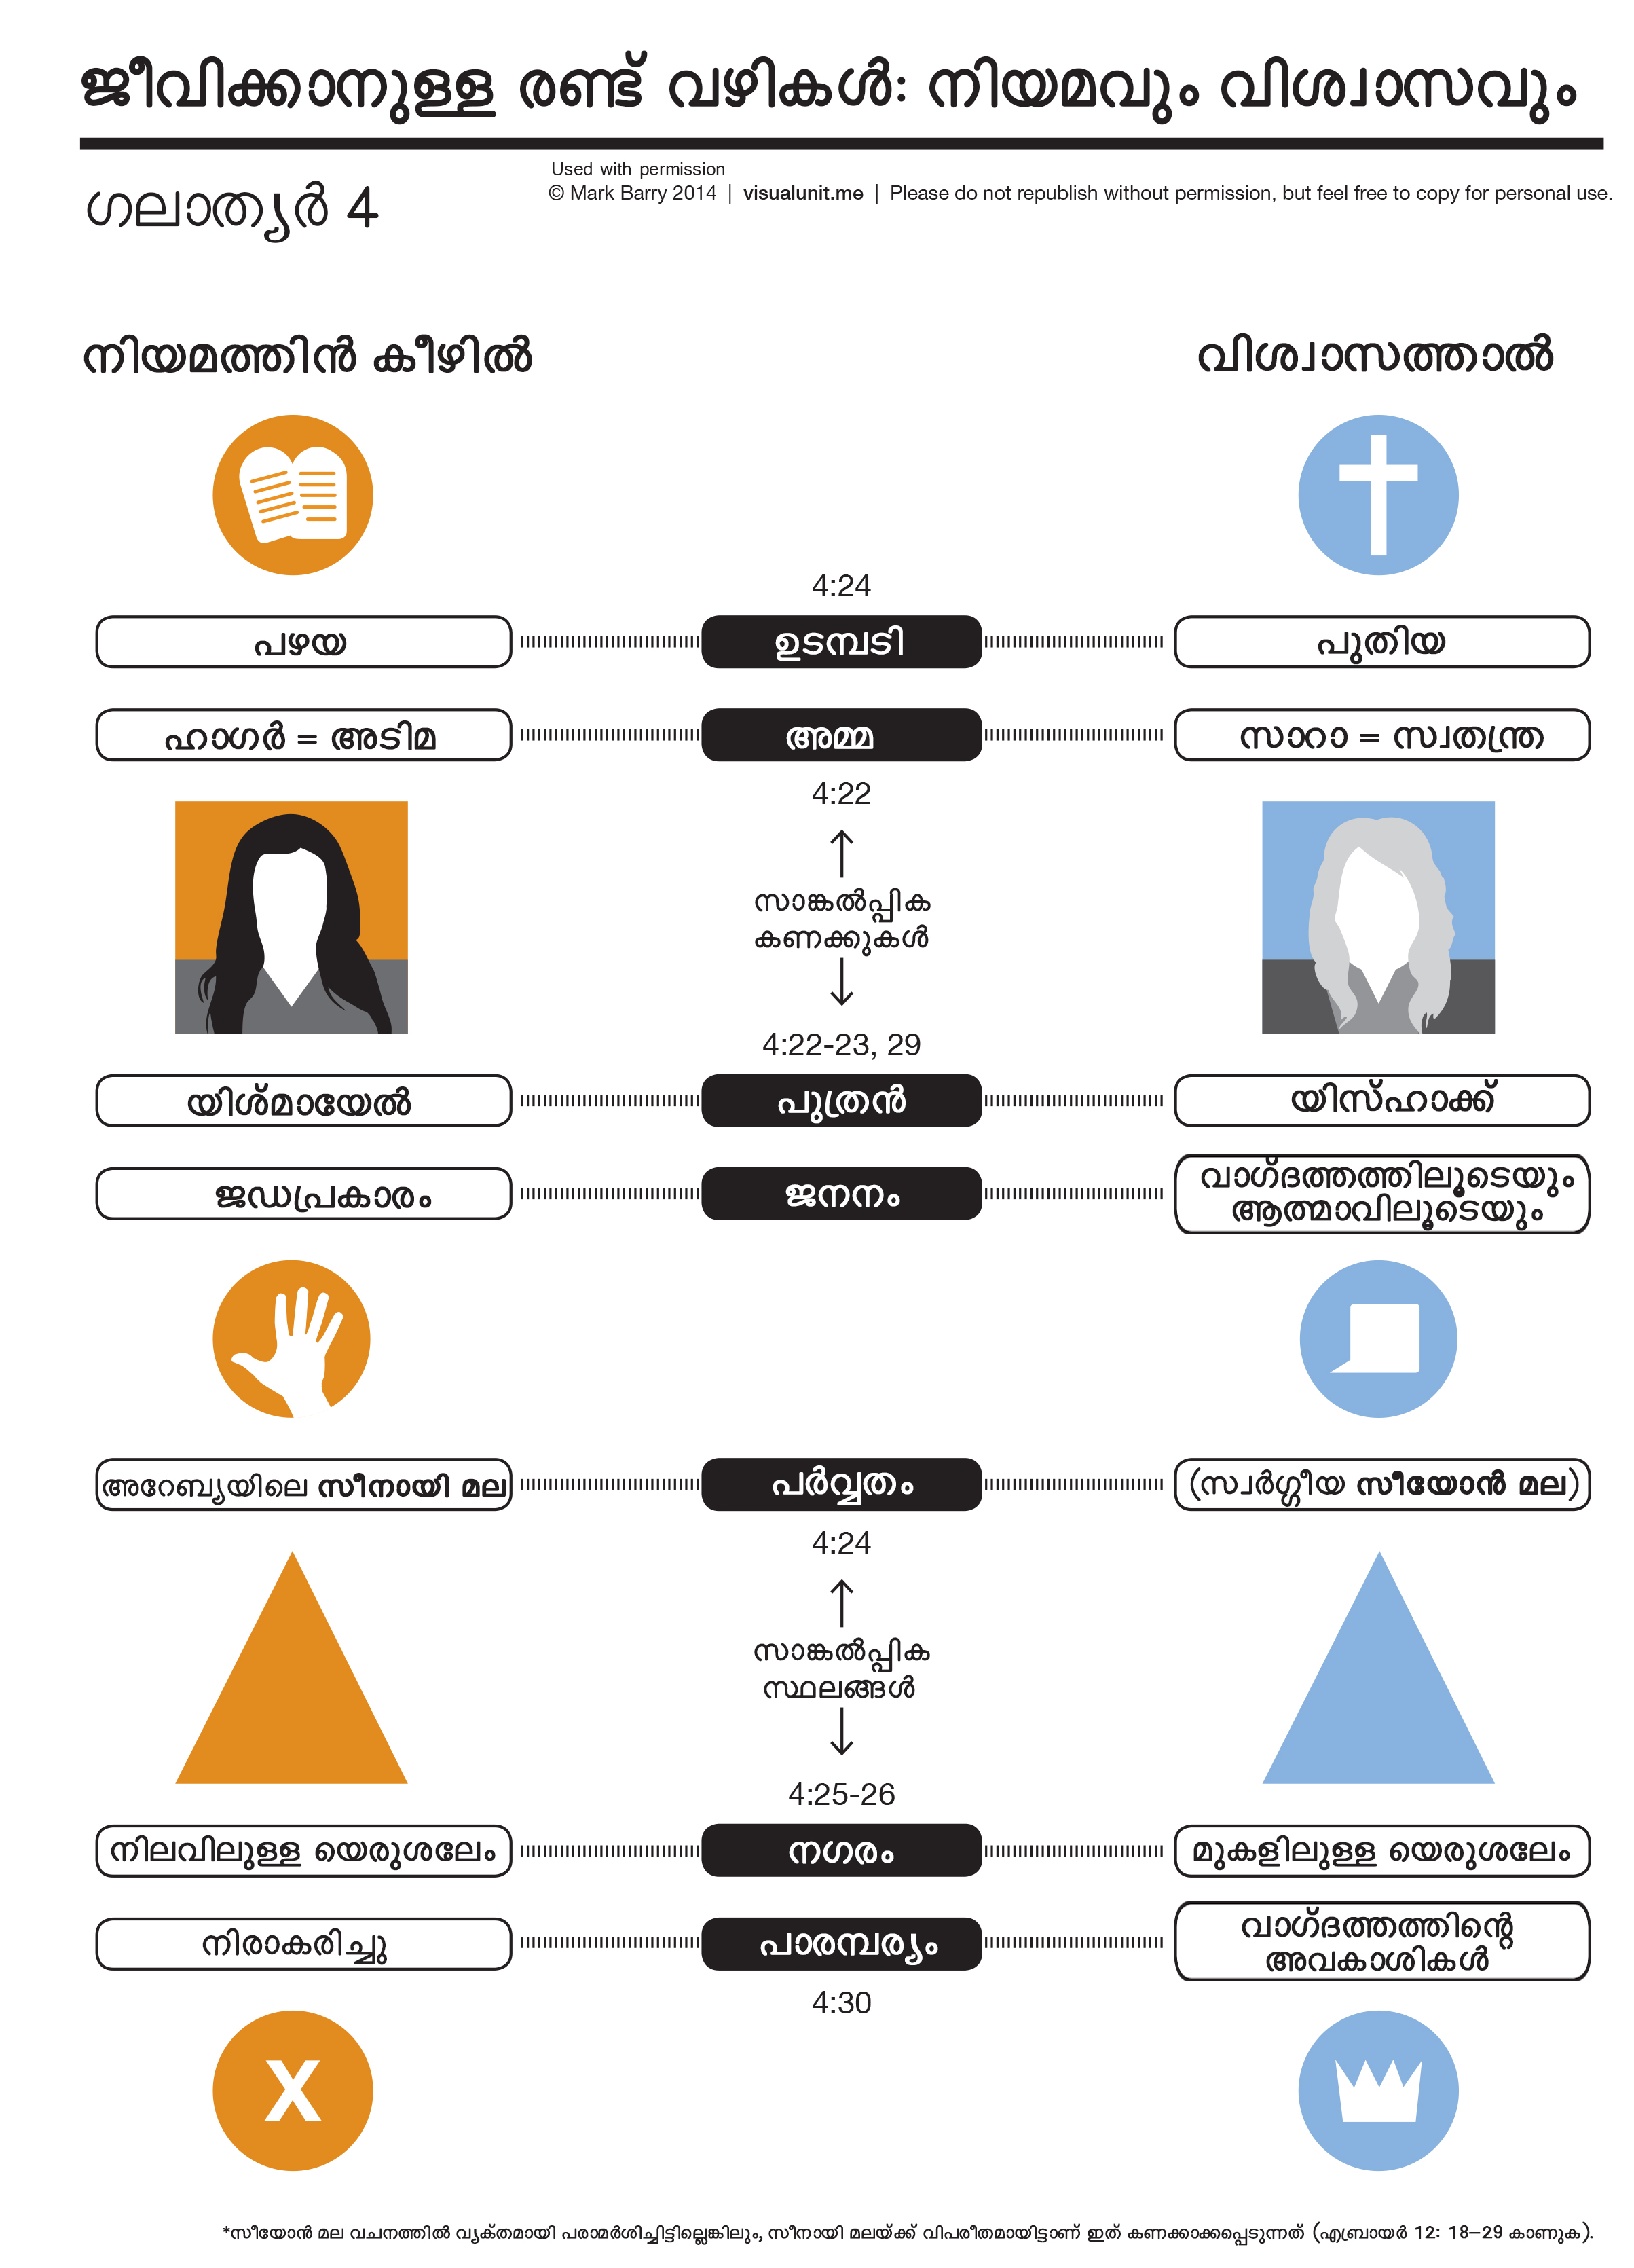 ജീവിക്കാനുള്ള രണ്ട് വഴികൾ: നിയമവും വിശ്വാസവും
Used with permission
© Mark Barry 2014 | visualunit.me | Please do not republish without permission, but feel free to copy for personal use.
ഗലാത്യർ 4
നിയമത്തിൻ കീഴിൽ
വിശ്വാസത്താൽ
4:24
പഴയ
ഉടമ്പടി
പുതിയ
ഹാഗർ = അടിമ
അമ്മ
സാറാ = സ്വതന്ത്ര
4:22
സാങ്കൽപ്പിക
കണക്കുകൾ
4:22-23, 29
യിശ്മായേൽ
പുത്രൻ
യിസ്ഹാക്ക്
ജഡപ്രകാരം
ജനനം
വാഗ്ദത്തത്തിലൂടെയും
ആത്മാവിലൂടെയും
അറേബ്യയിലെ സീനായി മല
പർവ്വതം
(സ്വർഗ്ഗീയ സീയോൻ മല)
4:24
സാങ്കൽപ്പിക
സ്ഥലങ്ങൾ
4:25-26
നിലവിലുള്ള യെരുശലേം
നഗരം
മുകളിലുള്ള യെരുശലേം
നിരാകരിച്ചു
പാരമ്പര്യം
വാഗ്ദത്തത്തിന്റെ
അവകാശികൾ
4:30
X
*സീയോൻ മല വചനത്തിൽ വ്യക്തമായി പരാമർശിച്ചിട്ടില്ലെങ്കിലും, സീനായി മലയ്ക്ക് വിപരീതമായിട്ടാണ് ഇത് കണക്കാക്കപ്പെടുന്നത് (എബ്രായർ 12: 18–29 കാണുക).